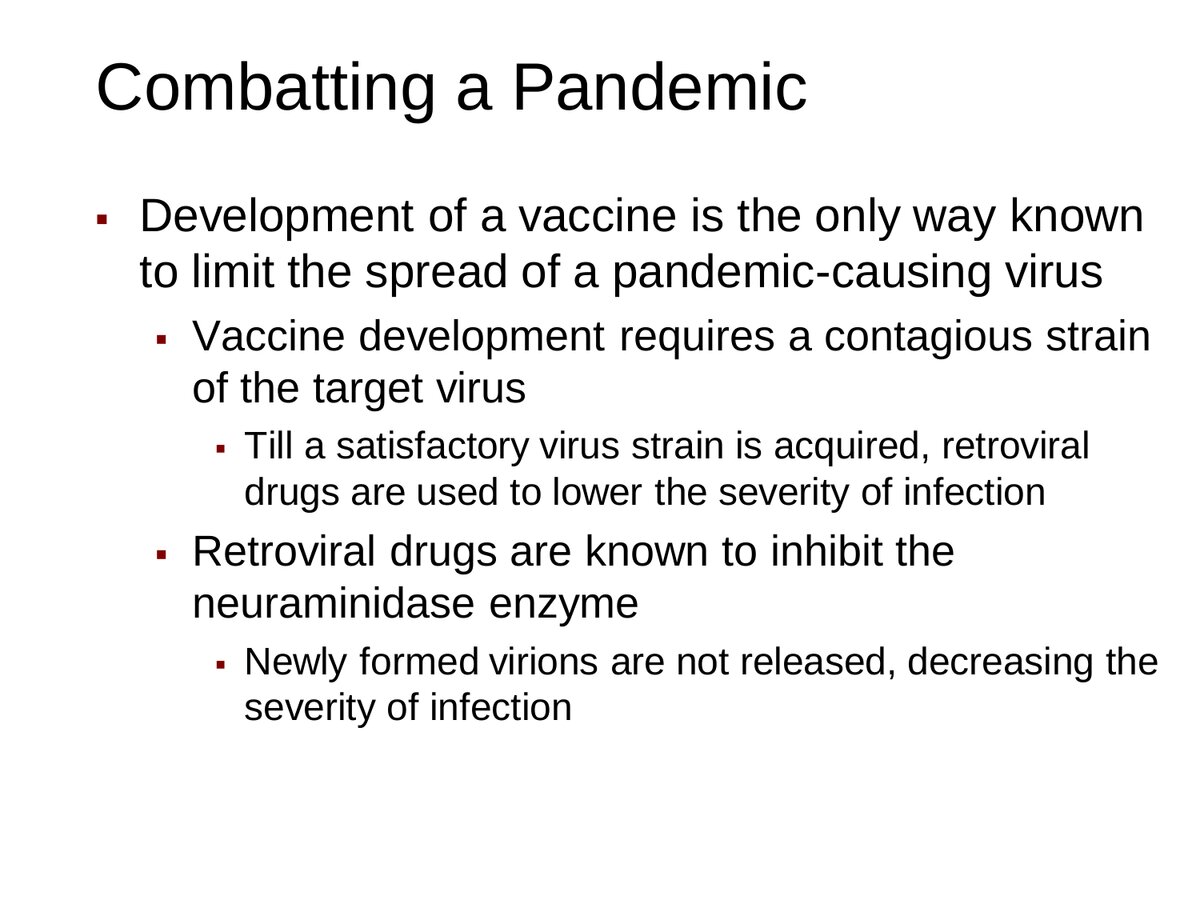 Combatting a Pandemic
Development of a vaccine is the only way known
to limit the spread of a pandemic-causing virus
Vaccine development requires a contagious strain
of the target virus
Till a satisfactory virus strain is acquired, retroviral
drugs are used to lower the severity of infection
Retroviral drugs are known to inhibit the
neuraminidase enzyme
Newly formed virions are not released, decreasing the
severity of infection